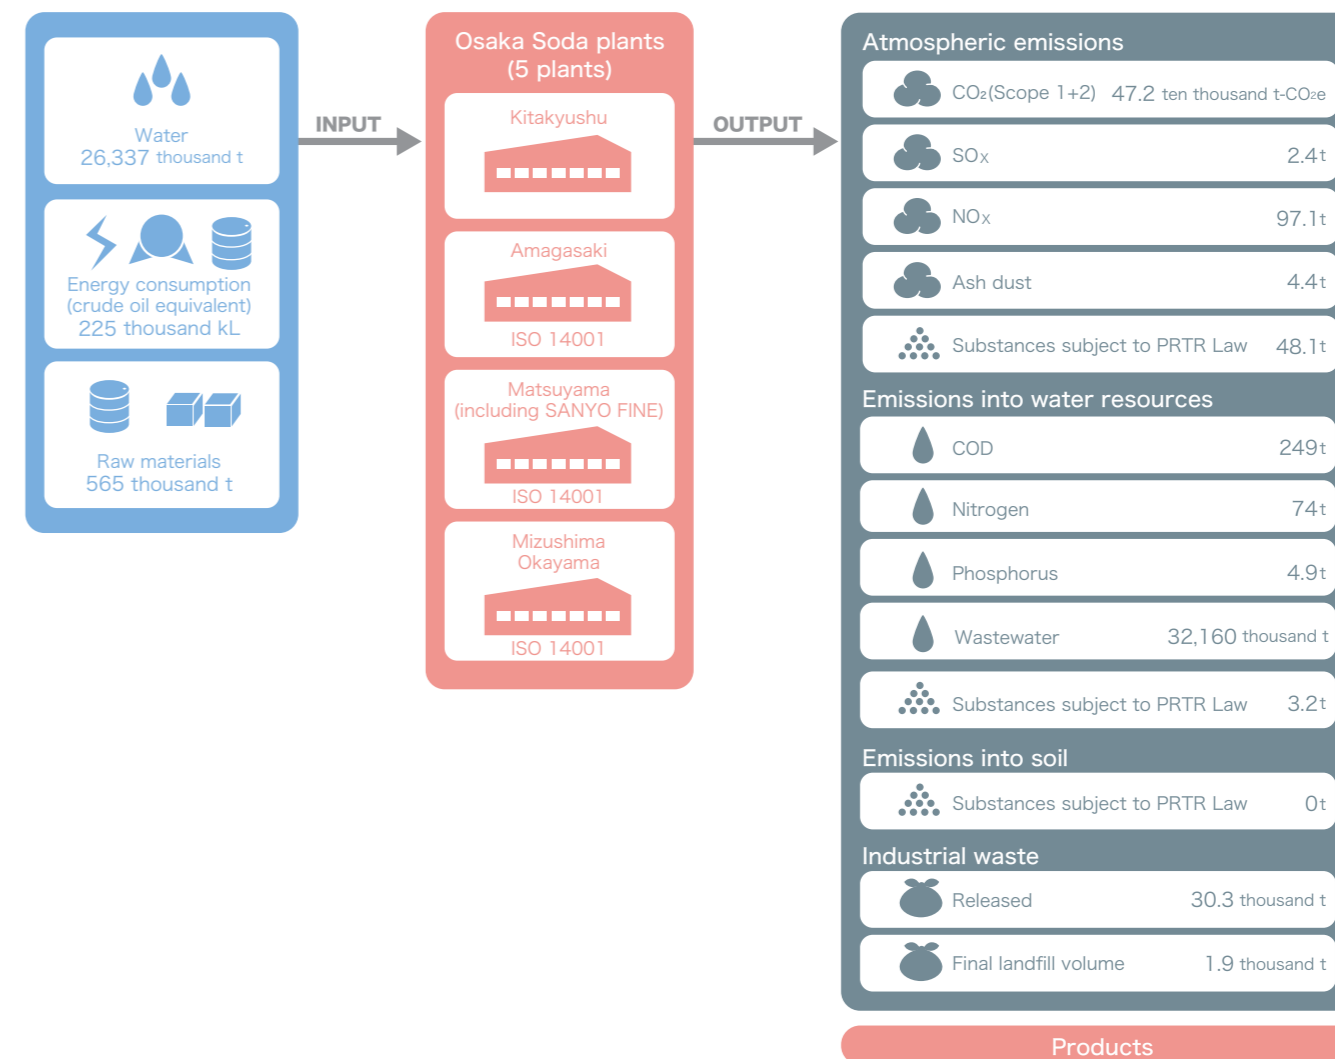 Water
26,337 thousand t
Energy consumption
(crude oil equivalent)
225 thousand kL
Raw materials
565 thousand t
INPUT
Osaka Soda plants
(5 plants)
Kitakyushu
Amagasaki
ISO 14001
Matsuyama
(including SANYO FINE)
ISO 14001
Mizushima
Okayama
ISO 14001
OUTPUT
Atmospheric emissions
CO₂(Scope 1+2) 47.2 ten thousand t-CO₂e
SOx 2.4t
NOx 97.1t
Ash dust 4.4t
Substances subject to PRTR Law 48.1t
Emissions into water resources
COD 249t
Nitrogen 74t
Phosphorus 4.9t
Wastewater 32,160 thousand t
Substances subject to PRTR Law 3.2t
Emissions into soil
Substances subject to PRTR Law 0t
Industrial waste
Released 30.3 thousand t
Final landfill volume 1.9 thousand t
Products